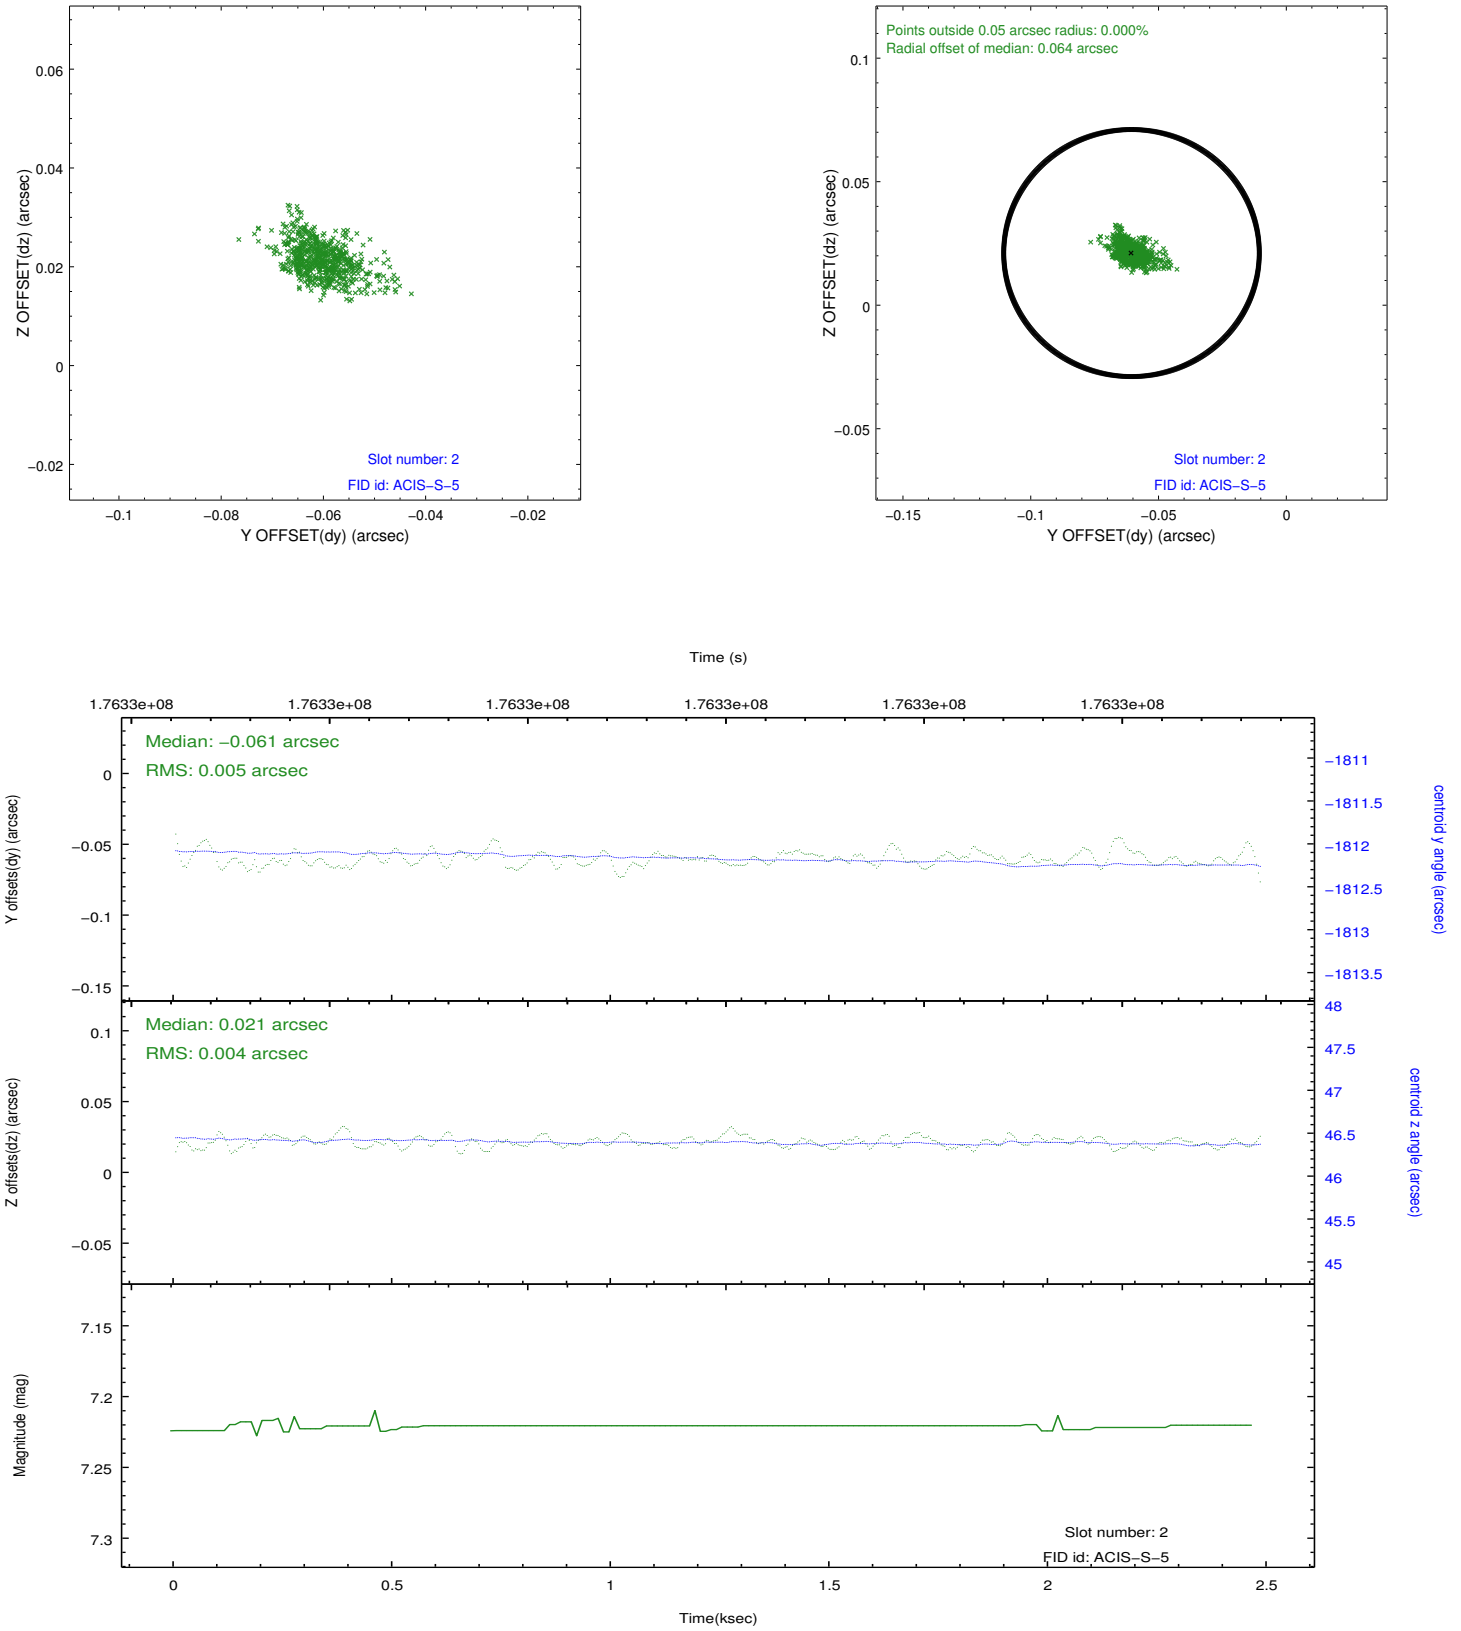 0.06
0.04
0.02
0
−0.02
Z OFFSET(dz) (arcsec)
Slot number: 2
FID id: ACIS−S−5
−0.1 −0.08 −0.06 −0.04 −0.02
Y OFFSET(dy) (arcsec)
Points outside 0.05 arcsec radius: 0.000%
Radial offset of median: 0.064 arcsec
0.1
0.05
0
−0.05
Z OFFSET(dz) (arcsec)
Slot number: 2
FID id: ACIS−S−5
−0.15 −0.1 −0.05 0
Y OFFSET(dy) (arcsec)
Time (s)
1.7633e+08 1.7633e+08 1.7633e+08 1.7633e+08 1.7633e+08 1.7633e+08
Median: −0.061 arcsec
RMS: 0.005 arcsec
0
−0.05
−0.1
−0.15
Y offsets(dy) (arcsec)
−1811
−1811.5
−1812
−1812.5
−1813
−1813.5
centroid y angle (arcsec)
Median: 0.021 arcsec
RMS: 0.004 arcsec
0.1
0.05
0
−0.05
Z offsets(dz) (arcsec)
48
47.5
47
46.5
46
45.5
45
centroid z angle (arcsec)
7.15
7.2
7.25
7.3
Magnitude (mag)
Slot number: 2
FID id: ACIS−S−5
0 0.5 1 1.5 2 2.5
Time(ksec)